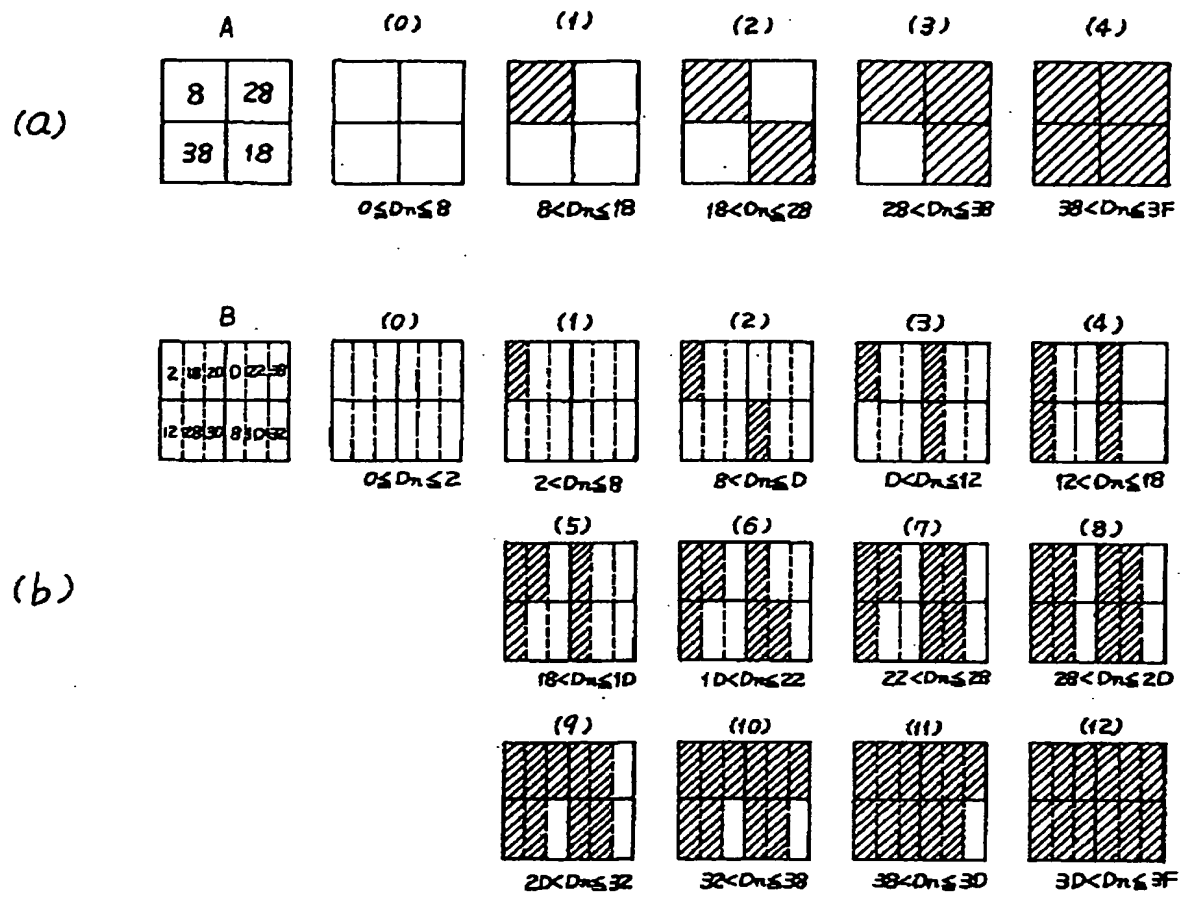 A (0) (1) (2) (3) (4)
(a)
8 28
38 18
0≦Dn≦8 8<Dn≦18 18<Dn≦28 28<Dn≦38 38<Dn≦3F
B (0) (1) (2) (3) (4)
2 18 2D D 22 38
12 28 3D 8 1D 32
0≦Dn≦2 2<Dn≦8 8<Dn≦D D<Dn≦12 12<Dn≦18
(5) (6) (7) (8)
(b)
18<Dn≦1D 1D<Dn≦22 22<Dn≦28 28<Dn≦2D
(9) (10) (11) (12)
2D<Dn≦32 32<Dn≦38 38<Dn≦3D 3D<Dn≦3F